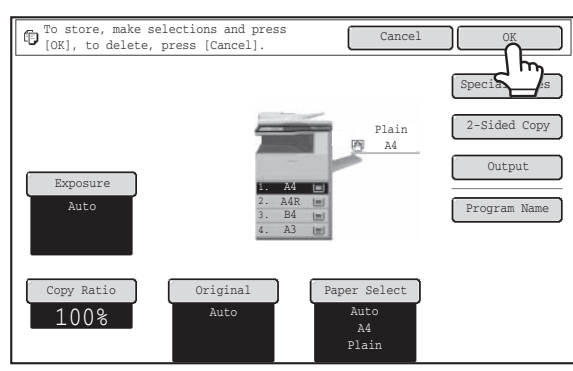 To store, make selections and press
[OK], to delete, press [Cancel].
Cancel
OK
2-Sided Copy
Output
Program Name
Plain
A4
1. A4
2. A4R
3. B4
4. A3
Exposure
Auto
Copy Ratio
100%
Original
Auto
Paper Select
Auto
A4
Plain